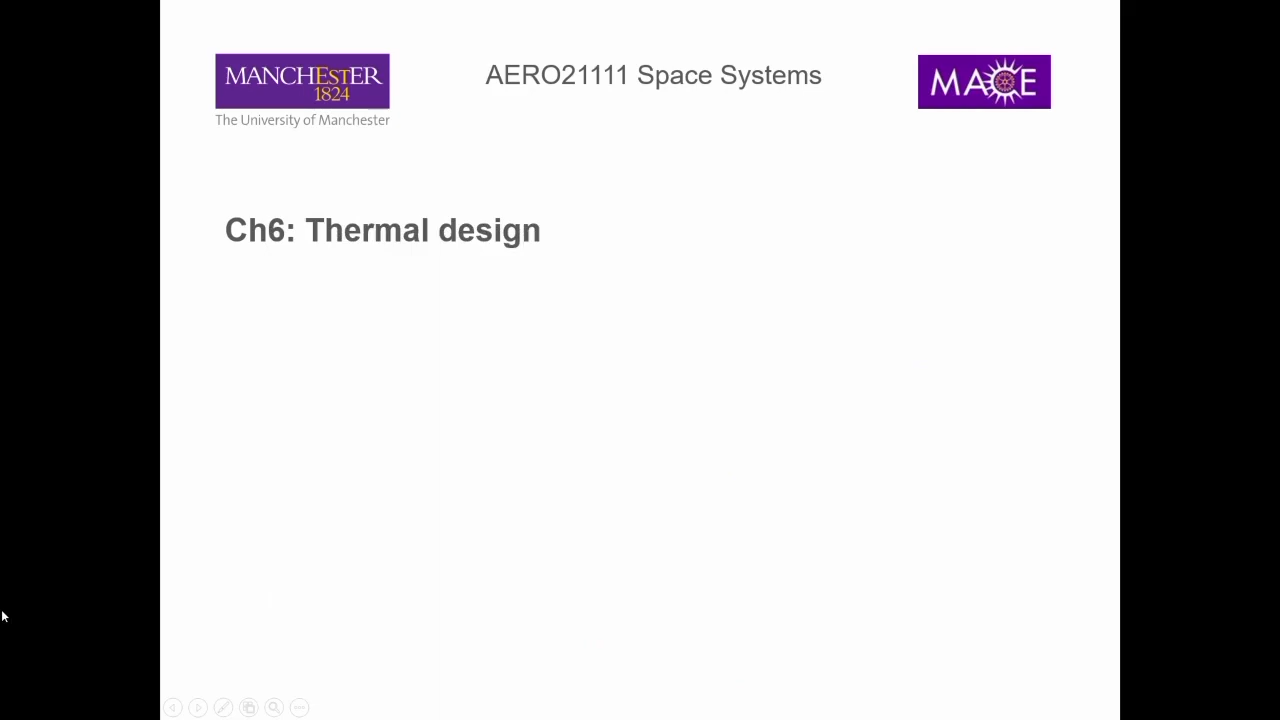 MANCHESTER
1824
The University of Manchester
AERO21111 Space Systems
MACE
Ch6: Thermal design